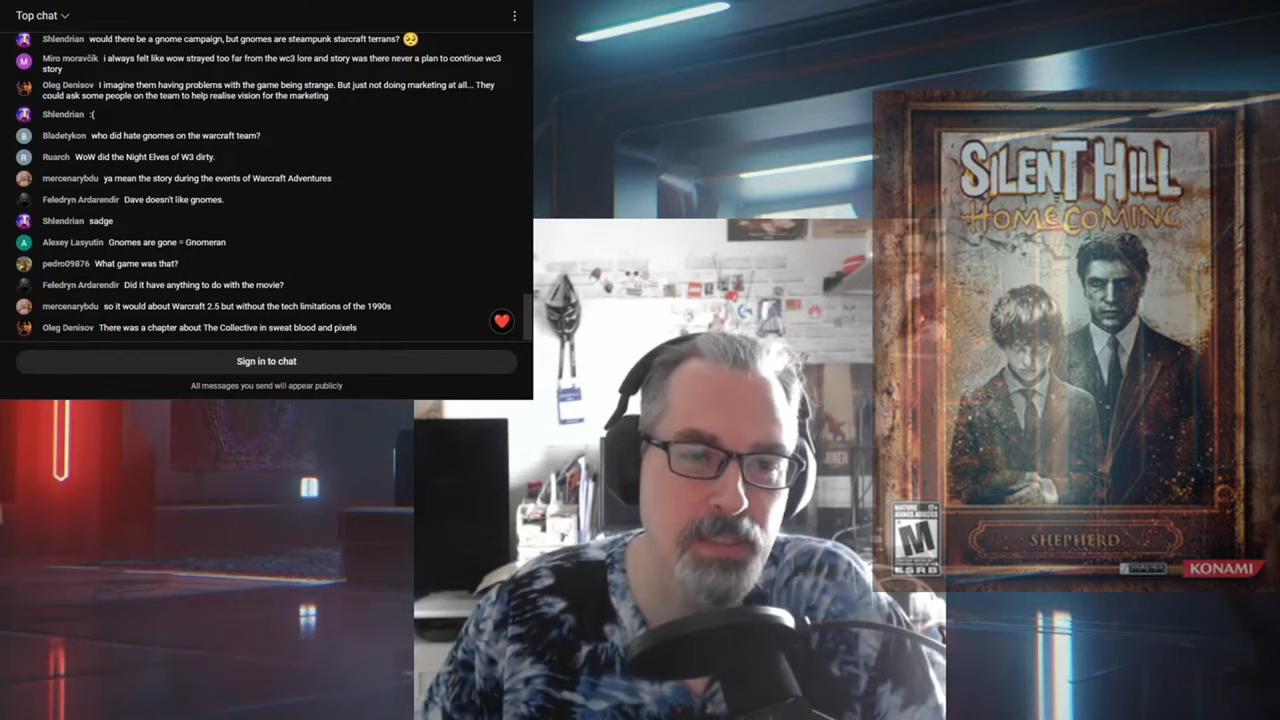 Top chat
Shlendrian would there be a gnome campaign, but gnomes are steampunk starcraft terrans?
M Miro moravčík i always felt like wow strayed too far from the wc3 lore and story was there never a plan to continue wc3
story
Oleg Denisov I imagine them having problems with the game being strange. But just not doing marketing at all... They
could ask some people on the team to help realise vision for the marketing
Shlendrian :(
B Bladetykon who did hate gnomes on the warcraft team?
R Ruarch WoW did the Night Elves of W3 dirty.
mercenarybdu ya mean the story during the events of Warcraft Adventures
Feledryn Ardarendir Dave doesn't like gnomes.
Shlendrian sadge
A Alexey Lasyutin Gnomes are gone = Gnomeran
pedro09876 What game was that?
Feledryn Ardarendir Did it have anything to do with the movie?
mercenarybdu so it would about Warcraft 2.5 but without the tech limitations of the 1990s
Oleg Denisov There was a chapter about The Collective in sweat blood and pixels
Sign in to chat
All messages you send will appear publicly
JOKER
SILENT HILL
HOMECOMING
SHEPHERD
MATURE 17+
M
ESRB
KONAMI